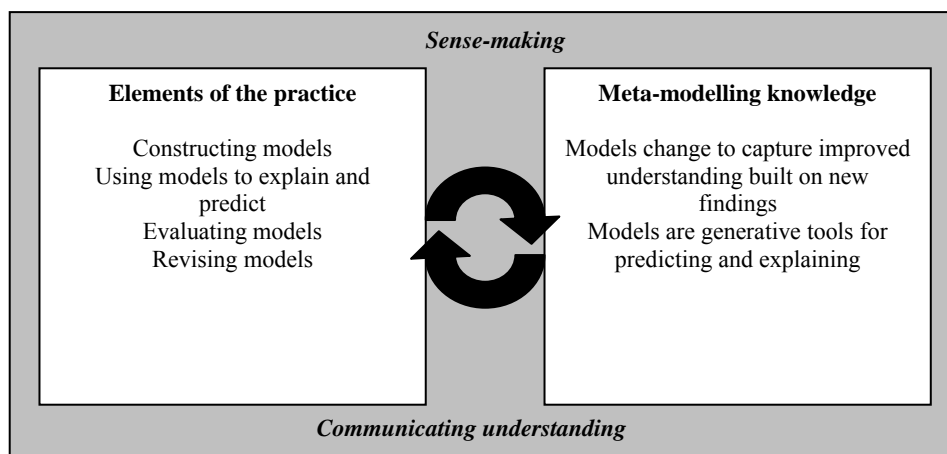 Sense-making
Elements of the practice
Constructing models
Using models to explain and
predict
Evaluating models
Revising models
Meta-modelling knowledge
Models change to capture improved
understanding built on new
findings
Models are generative tools for
predicting and explaining
Communicating understanding